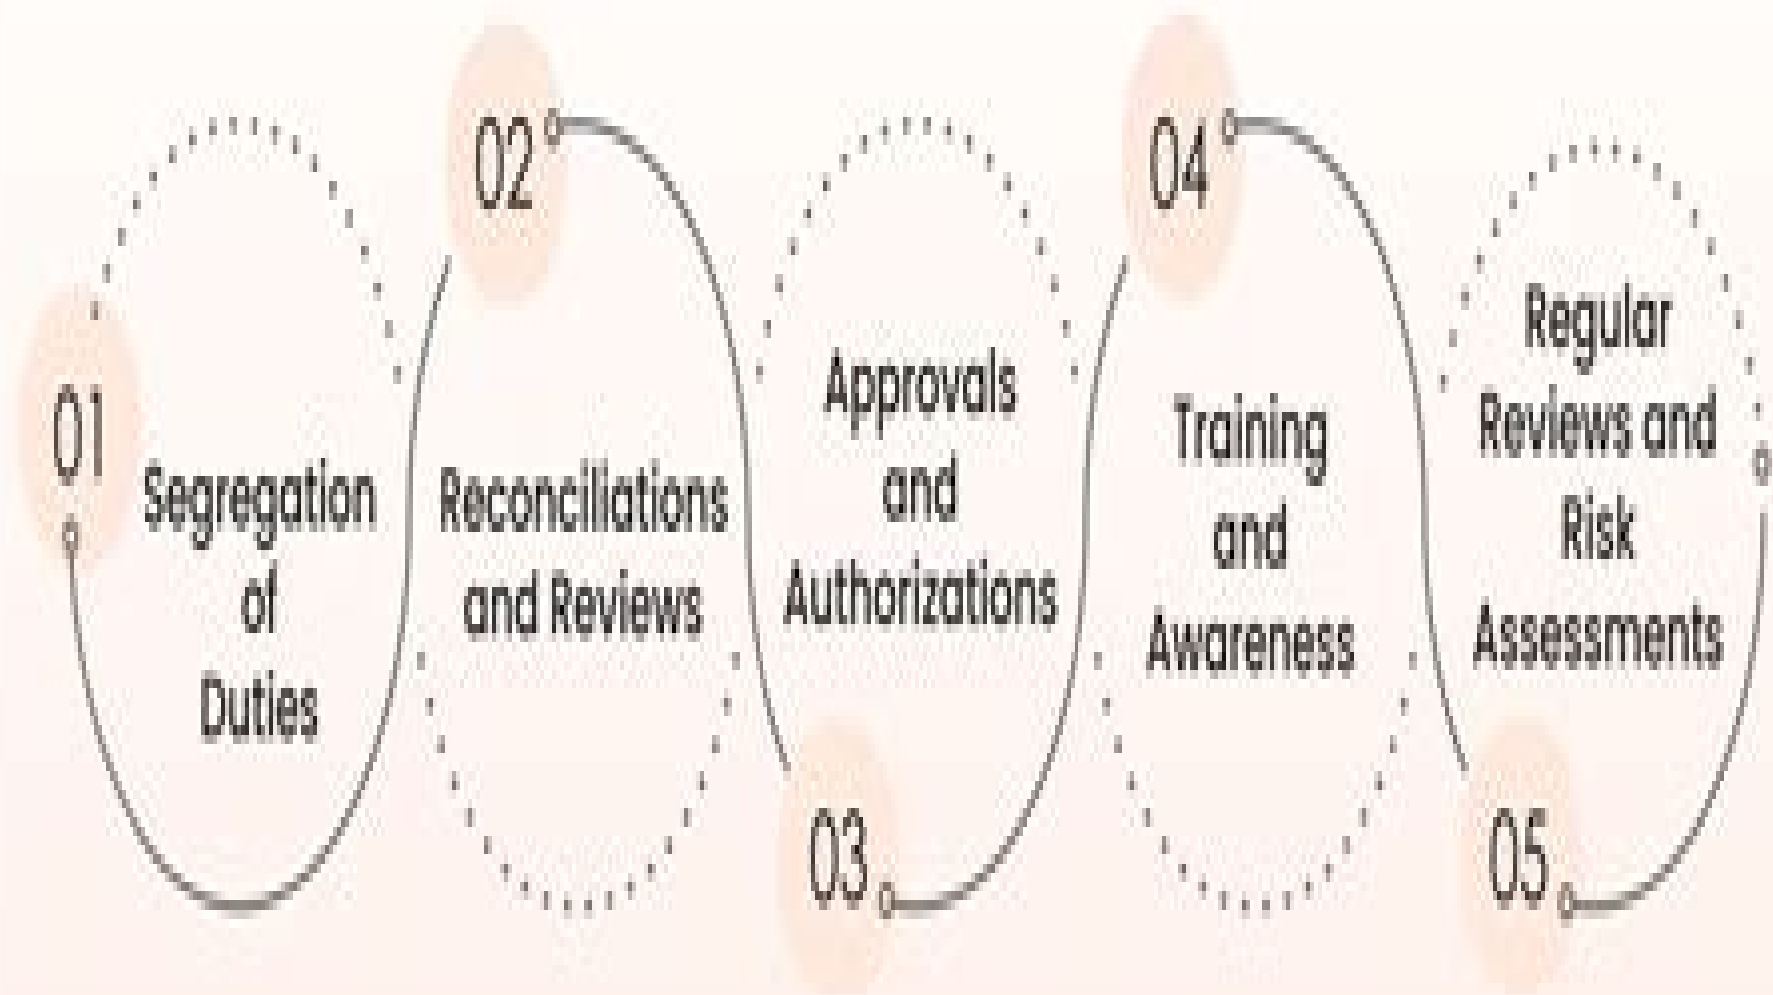 01
Segregation
of
Duties
02
Reconciliations
and Reviews
03
Approvals
and
Authorizations
04
Training
and
Awareness
05
Regular
Reviews and
Risk
Assessments